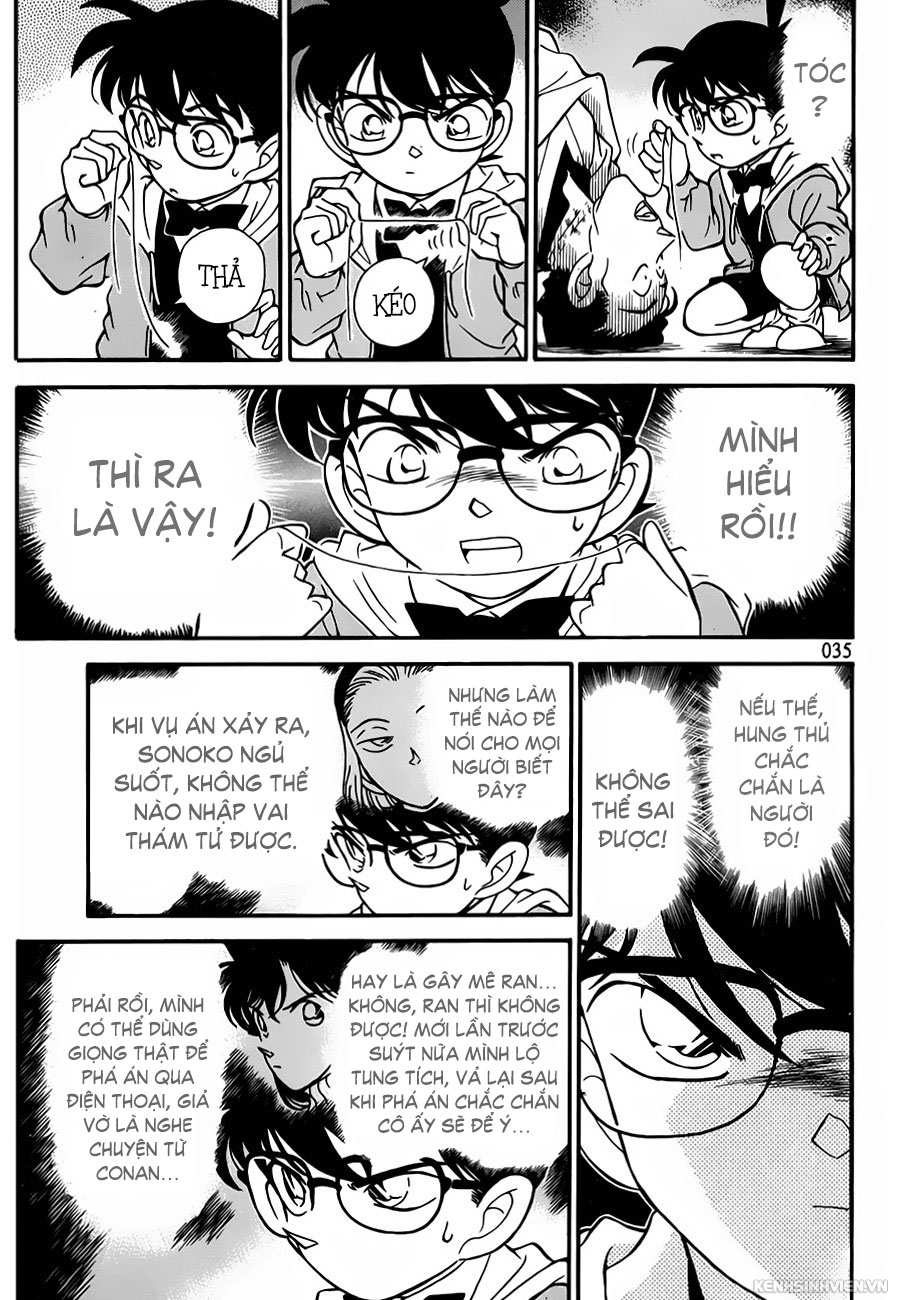 TÓC
?
KÉO
THẢ
MÌNH
HIỂU
RỒI!!
THÌ RA
LÀ VẬY!
035
NẾU THẾ,
HUNG THỦ
CHẮC
CHẮN LÀ
NGƯỜI
ĐÓ!
KHÔNG
THỂ SAI
ĐƯỢC!
NHƯNG LÀM
THẾ NÀO ĐỂ
NÓI CHO MỌI
NGƯỜI BIẾT
ĐÂY?
KHI VỤ ÁN XẢY RA,
SONOKO NGỦ
SUỐT, KHÔNG THỂ
NÀO NHẬP VAI
THÁM TỬ ĐƯỢC.
HAY LÀ GÂY MÊ RAN...
KHÔNG, RAN THÌ KHÔNG
ĐƯỢC! MỚI LẦN TRƯỚC
SUÝT NỮA MÌNH LỘ
TUNG TÍCH, VẢ LẠI SAU
KHI PHÁ ÁN CHẮC CHẮN
CÔ ẤY SẼ ĐỂ Ý...
PHẢI RỒI, MÌNH
CÓ THỂ DÙNG
GIỌNG THẬT ĐỂ
PHÁ ÁN QUA
ĐIỆN THOẠI, GIẢ
VỜ LÀ NGHE
CHUYỆN TỪ
CONAN...
KENHSINHVIEN.VN